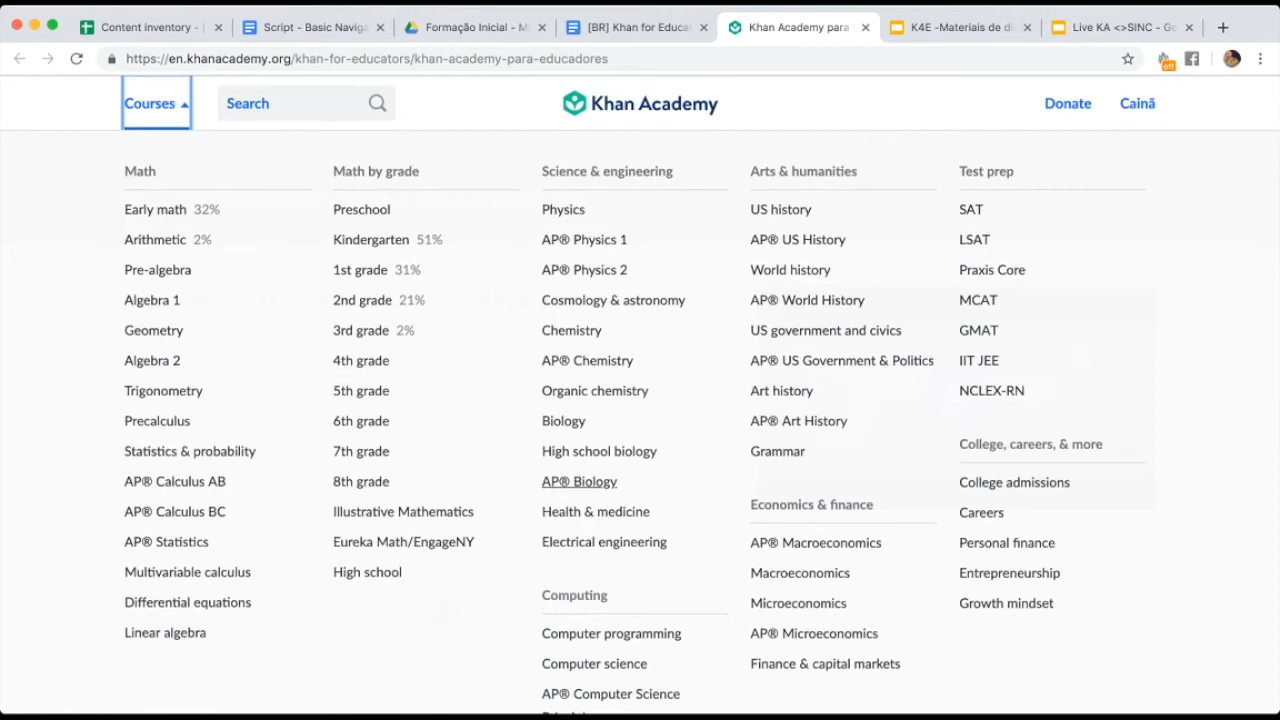 Content inventory -
Script - Basic Naviga
Formação Inicial - M
[BR] Khan for Educa
Khan Academy para
K4E -Materiais de di
Live KA <>SINC - Go
https://en.khanacademy.org/khan-for-educators/khan-academy-para-educadores
off
Courses
Search
Khan Academy
Donate
Cainã
Math
Early math 32%
Arithmetic 2%
Pre-algebra
Algebra 1
Geometry
Algebra 2
Trigonometry
Precalculus
Statistics & probability
AP® Calculus AB
AP® Calculus BC
AP® Statistics
Multivariable calculus
Differential equations
Linear algebra
Math by grade
Preschool
Kindergarten 51%
1st grade 31%
2nd grade 21%
3rd grade 2%
4th grade
5th grade
6th grade
7th grade
8th grade
Illustrative Mathematics
Eureka Math/EngageNY
High school
Science & engineering
Physics
AP® Physics 1
AP® Physics 2
Cosmology & astronomy
Chemistry
AP® Chemistry
Organic chemistry
Biology
High school biology
AP® Biology
Health & medicine
Electrical engineering
Computing
Computer programming
Computer science
AP® Computer Science
Arts & humanities
US history
AP® US History
World history
AP® World History
US government and civics
AP® US Government & Politics
Art history
AP® Art History
Grammar
Economics & finance
AP® Macroeconomics
Macroeconomics
Microeconomics
AP® Microeconomics
Finance & capital markets
Test prep
SAT
LSAT
Praxis Core
MCAT
GMAT
IIT JEE
NCLEX-RN
College, careers, & more
College admissions
Careers
Personal finance
Entrepreneurship
Growth mindset